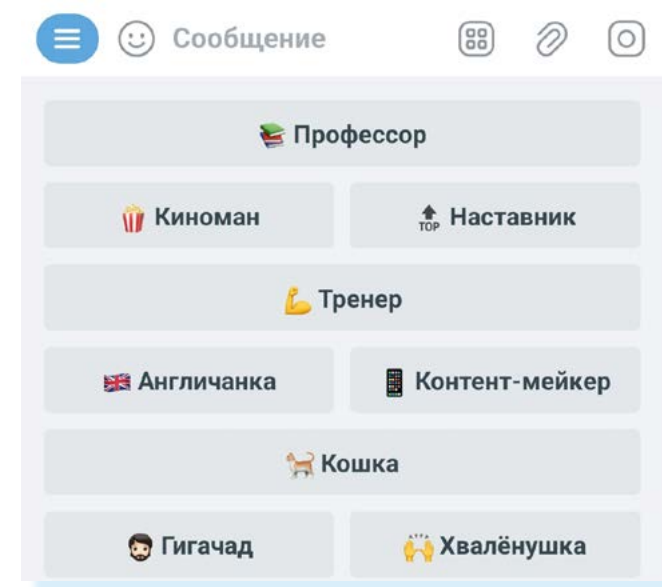 Сообщение
📚 Профессор
🍿 Киноман
🔝 Наставник
💪 Тренер
🇬🇧 Англичанка
📱 Контент-мейкер
🐈 Кошка
🧔🏻 Гигачад
🙌 Хвалёнушка